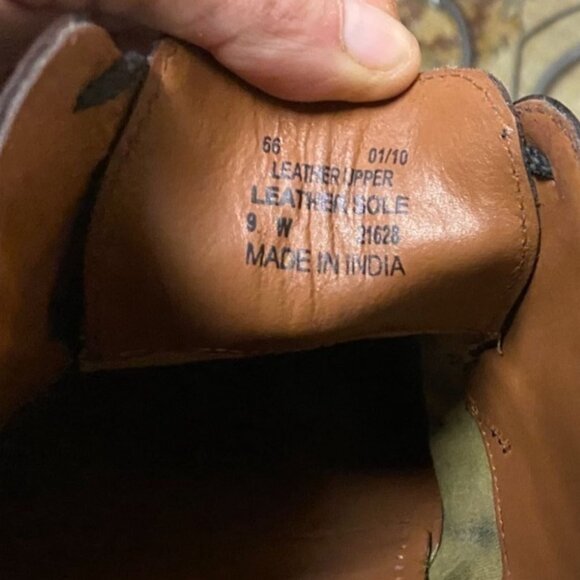 66 01/10
LEATHER UPPER
LEATHER SOLE
9 W 21628
MADE IN INDIA